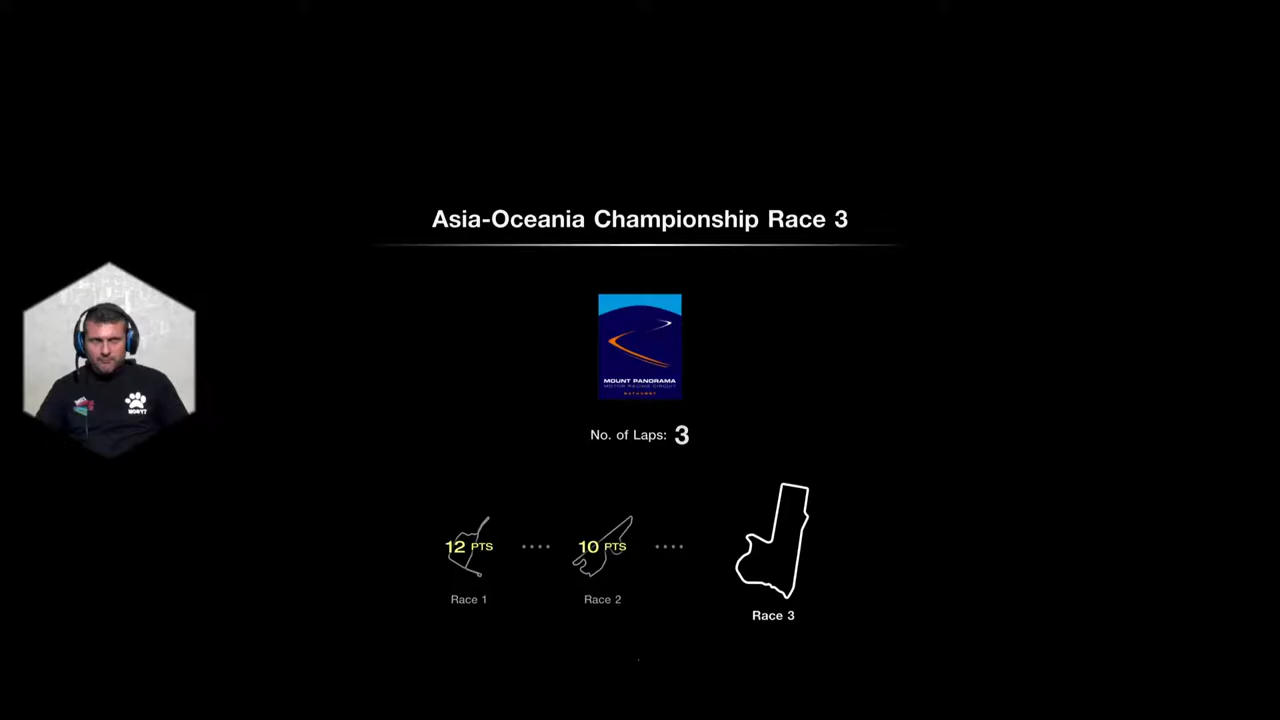 Asia-Oceania Championship Race 3
MOUNT PANORAMA
MOTOR RACING CIRCUIT
BATHURST
No. of Laps: 3
12 PTS
10 PTS
Race 1
Race 2
Race 3